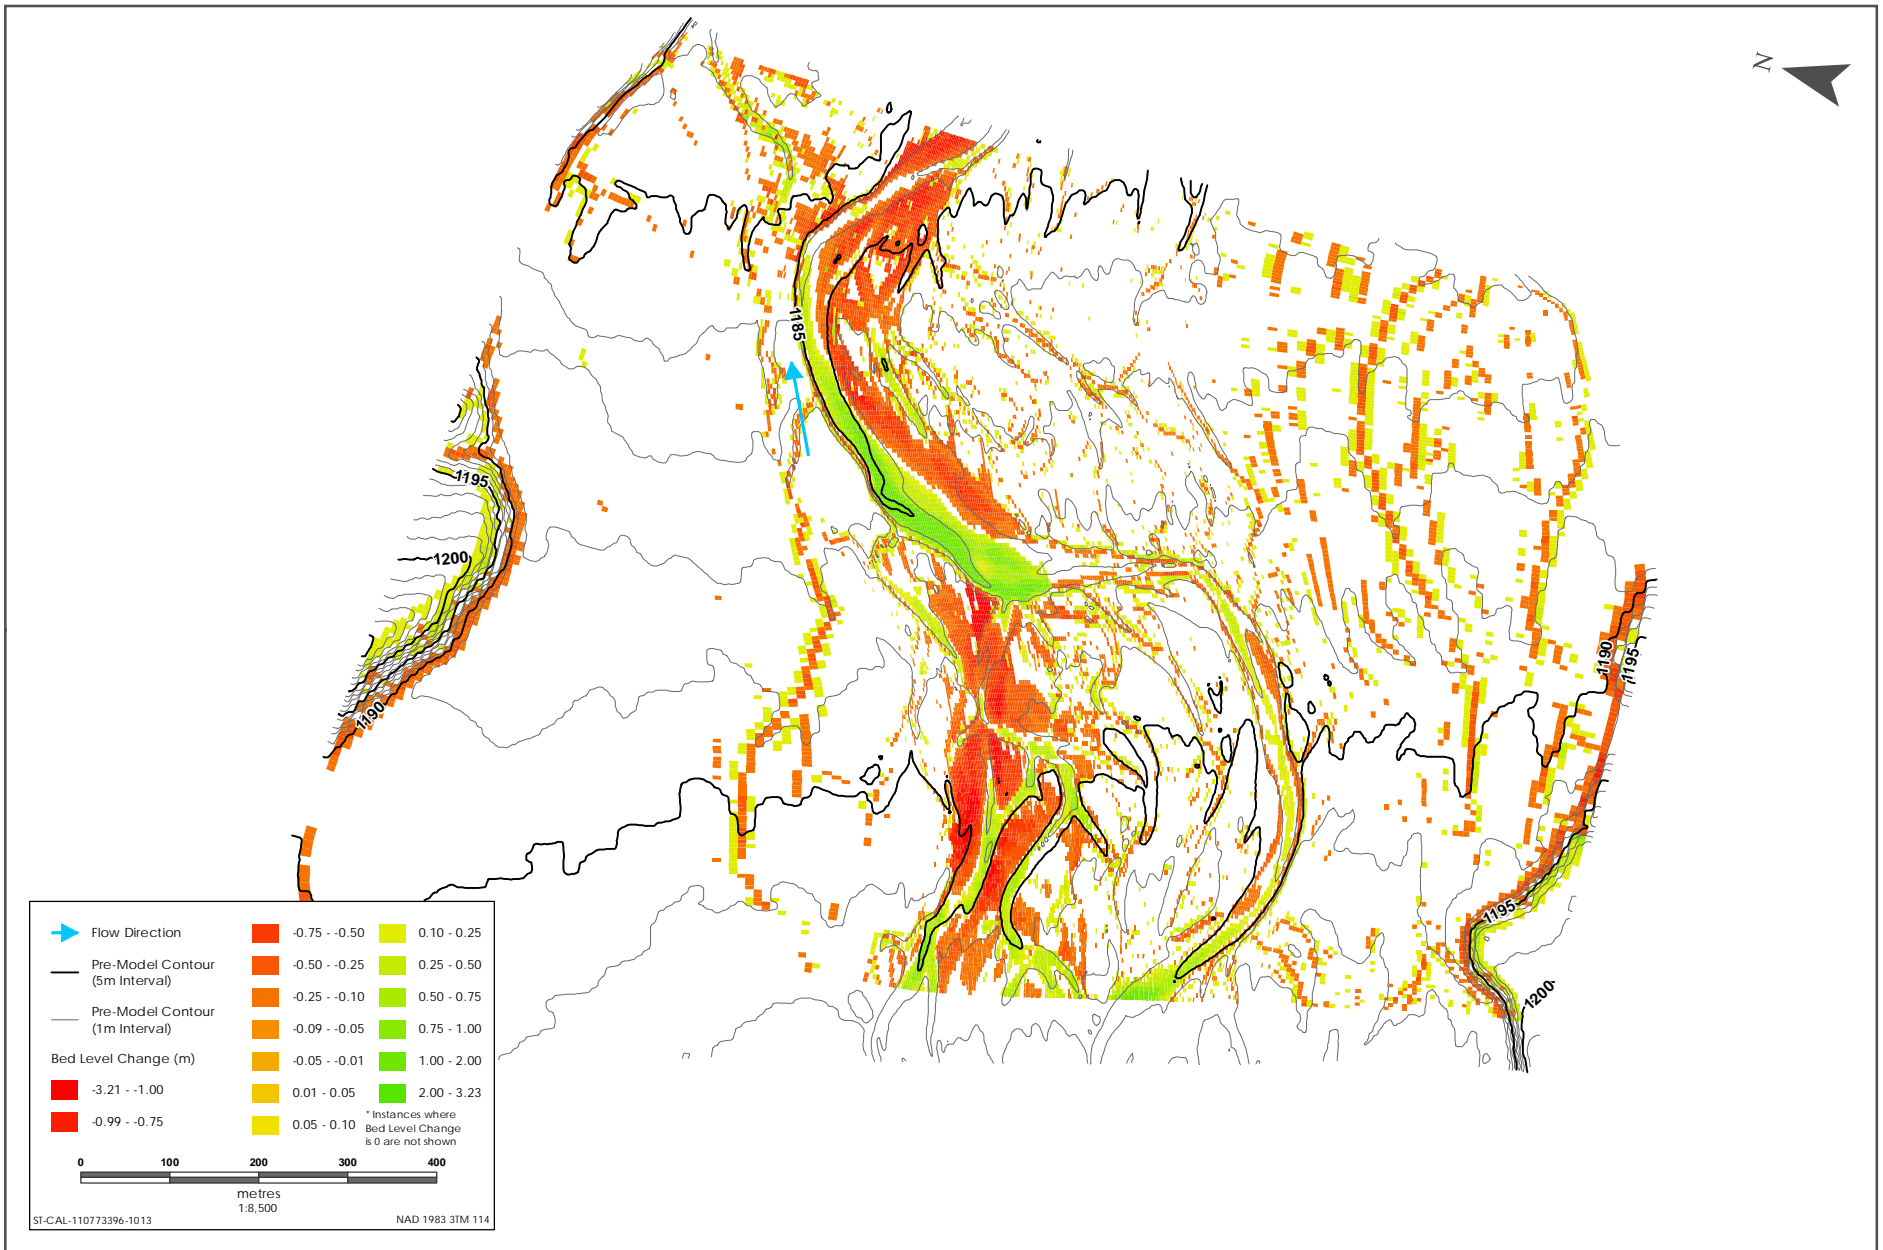 N
1185
1195
1200
1190
1190
1195
1195
1200
Flow Direction
Pre-Model Contour
(5m Interval)
Pre-Model Contour
(1m Interval)
Bed Level Change (m)
-3.21 - -1.00
-0.99 - -0.75
-0.75 - -0.50
-0.50 - -0.25
-0.25 - -0.10
-0.09 - -0.05
-0.05 - -0.01
0.01 - 0.05
0.05 - 0.10
0.10 - 0.25
0.25 - 0.50
0.50 - 0.75
0.75 - 1.00
1.00 - 2.00
2.00 - 3.23
* Instances where
Bed Level Change
is 0 are not shown
0 100 200 300 400
metres
1:8,500
ST-CAL-110773396-1013
NAD 1983 3TM 114